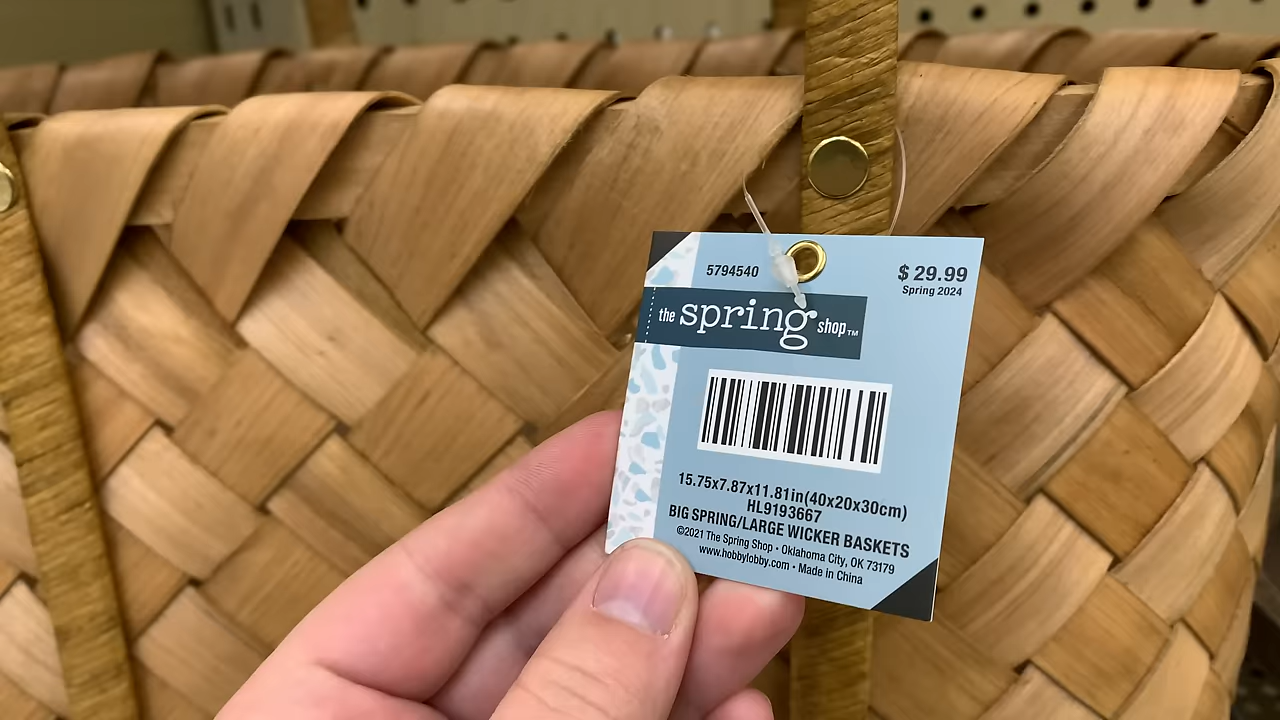 5794540
$ 29.99
Spring 2024
the spring shop™
15.75x7.87x11.81in(40x20x30cm)
HL9193667
BIG SPRING/LARGE WICKER BASKETS
©2021 The Spring Shop • Oklahoma City, OK 73179
www.hobbylobby.com • Made in China